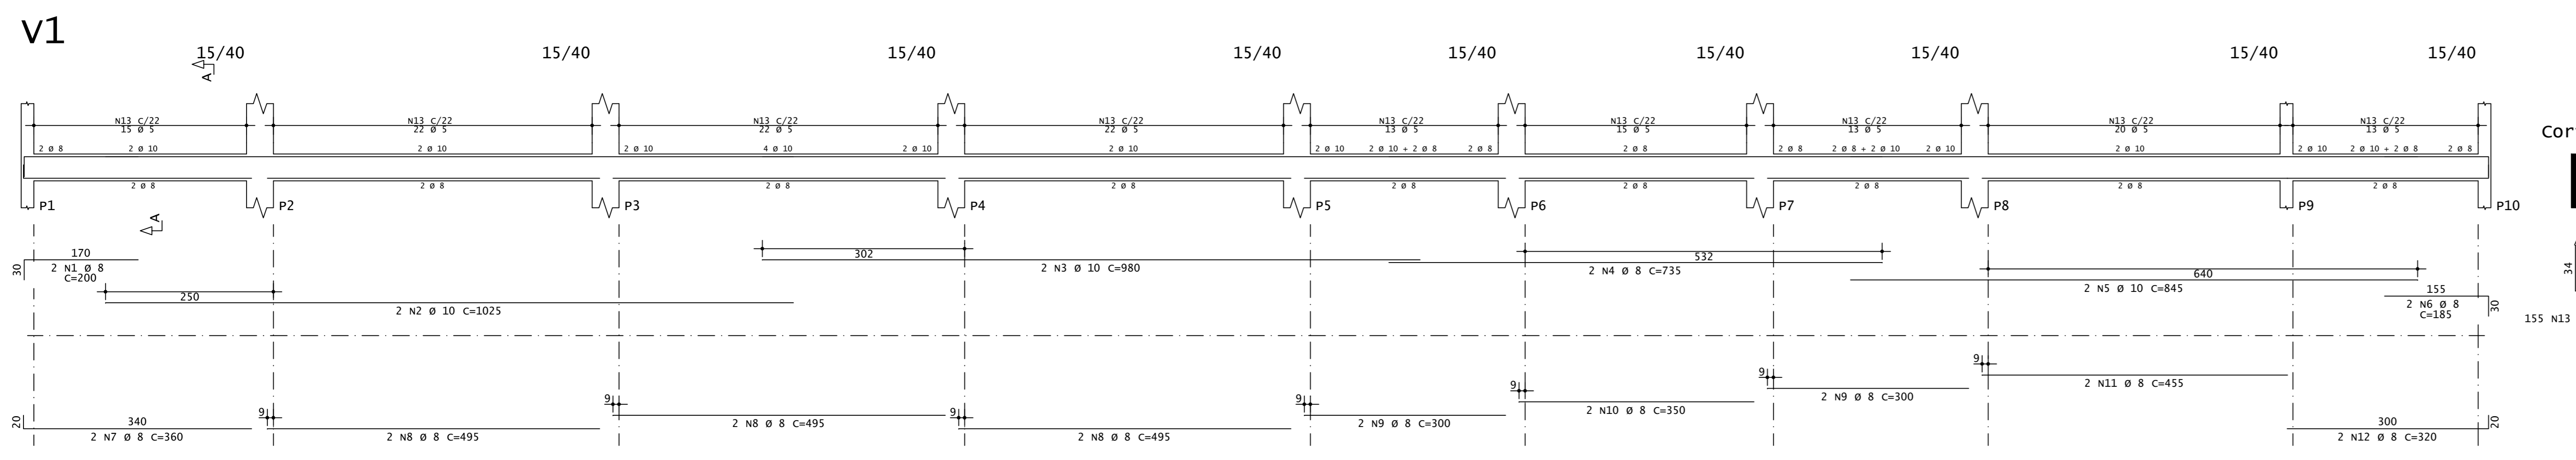 V1
15/40 15/40 15/40 15/40 15/40 15/40 15/40 15/40 15/40
A
N13 C/22 N13 C/22 N13 C/22 N13 C/22 N13 C/22 N13 C/22 N13 C/22 N13 C/22 N13 C/22
15 Ø 5 22 Ø 5 22 Ø 5 22 Ø 5 13 Ø 5 15 Ø 5 13 Ø 5 20 Ø 5 13 Ø 5
Cor
2 Ø 8 2 Ø 10 2 Ø 10 2 Ø 10 4 Ø 10 2 Ø 10 2 Ø 10 2 Ø 10 2 Ø 10 + 2 Ø 8 2 Ø 8 2 Ø 8 2 Ø 8 2 Ø 8 + 2 Ø 10 2 Ø 10 2 Ø 10 2 Ø 10 2 Ø 10 + 2 Ø 8 2 Ø 8
2 Ø 8 2 Ø 8 2 Ø 8 2 Ø 8 2 Ø 8 2 Ø 8 2 Ø 8 2 Ø 8 2 Ø 8
P1 P2 P3 P4 P5 P6 P7 P8 P9 P10
A
170 302 532
30 2 N1 Ø 8 2 N3 Ø 10 C=980 2 N4 Ø 8 C=735 640 34
C=200 2 N5 Ø 10 C=845
250 155
2 N2 Ø 10 C=1025 2 N6 Ø 8 30
C=185 155 N13
9
9 2 N11 Ø 8 C=455
9 2 N9 Ø 8 C=300
9 9 2 N10 Ø 8 C=350
20 340 9 2 N8 Ø 8 C=495 9 2 N9 Ø 8 C=300 300 20
2 N7 Ø 8 C=360 2 N8 Ø 8 C=495 2 N8 Ø 8 C=495 2 N12 Ø 8 C=320